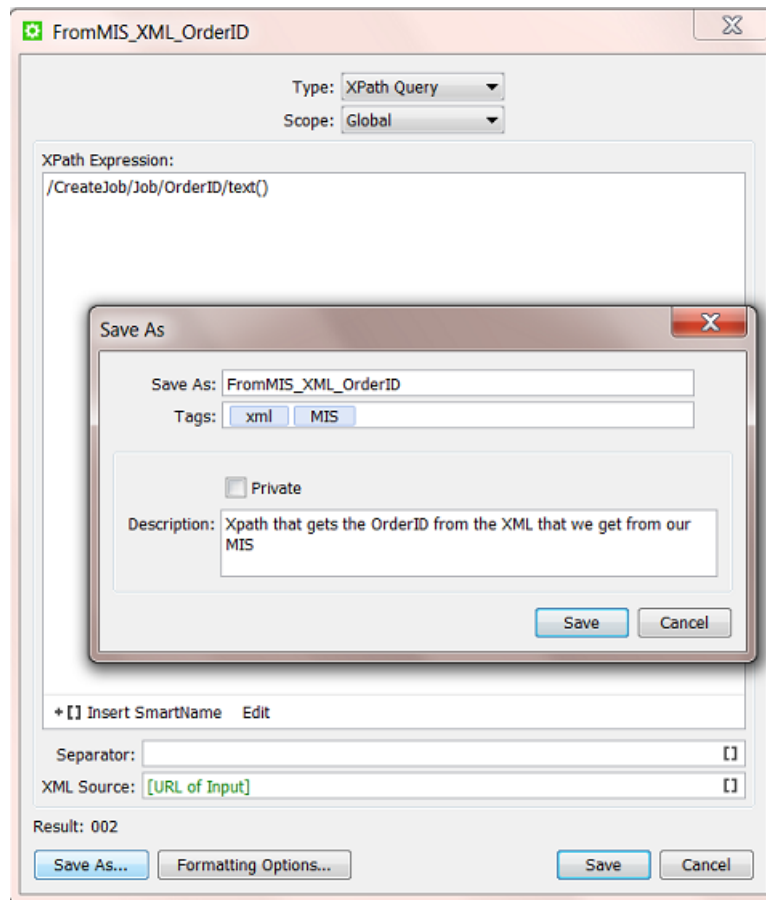 FromMIS_XML_OrderID
Type: XPath Query
Scope: Global
XPath Expression:
/CreateJob/Job/OrderID/text()
Save As
Save As: FromMIS_XML_OrderID
Tags: xml MIS
Private
Description: Xpath that gets the OrderID from the XML that we get from our
MIS
Save Cancel
+[] Insert SmartName Edit
Separator: []
XML Source: [URL of Input] []
Result: 002
Save As... Formatting Options... Save Cancel